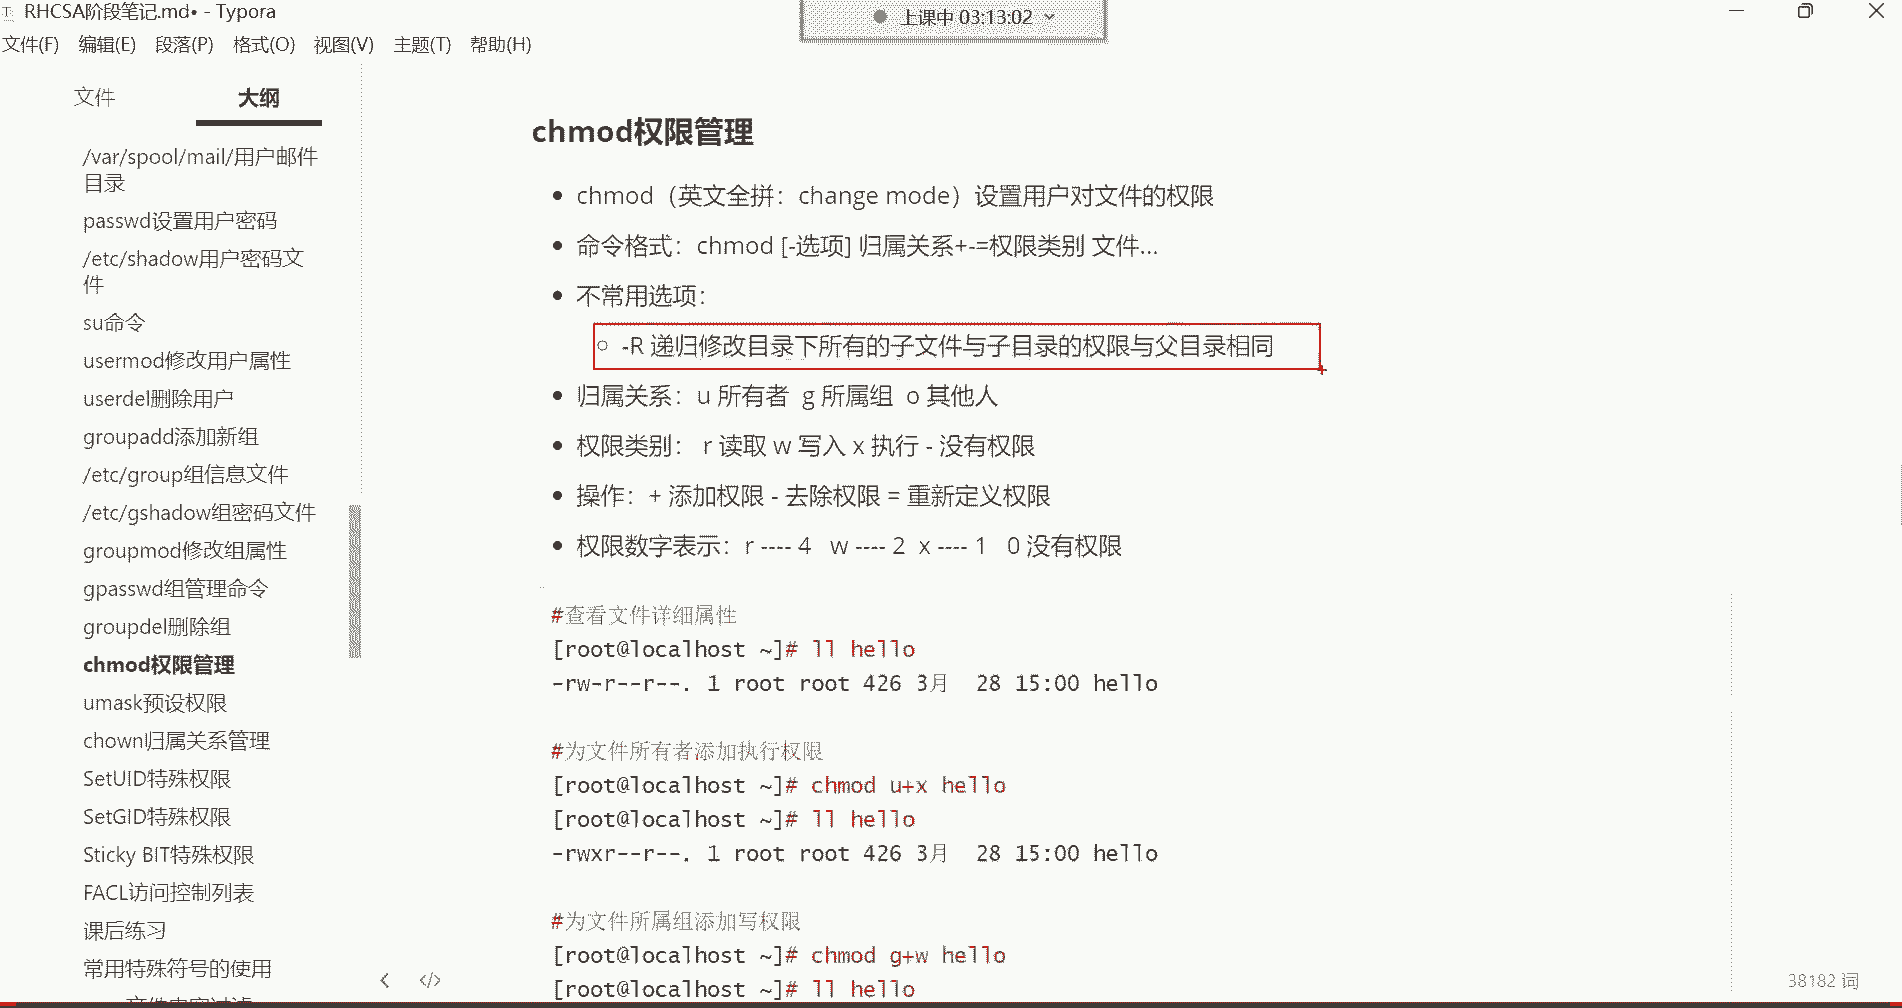 RHCSA阶段笔记.md• - Typora
上课中 03:13:02
文件(F) 编辑(E) 段落(P) 格式(O) 视图(V) 主题(T) 帮助(H)
文件 大纲
/var/spool/mail/用户邮件
目录
passwd设置用户密码
/etc/shadow用户密码文
件
su命令
usermod修改用户属性
userdel删除用户
groupadd添加新组
/etc/group组信息文件
/etc/gshadow组密码文件
groupmod修改组属性
gpasswd组管理命令
groupdel删除组
chmod权限管理
umask预设权限
chown归属关系管理
SetUID特殊权限
SetGID特殊权限
Sticky BIT特殊权限
FACL访问控制列表
课后练习
常用特殊符号的使用
chmod权限管理
• chmod（英文全拼：change mode）设置用户对文件的权限
• 命令格式：chmod [-选项] 归属关系+-=权限类别 文件...
• 不常用选项：
○ -R 递归修改目录下所有的子文件与子目录的权限与父目录相同
• 归属关系：u 所有者 g 所属组 o 其他人
• 权限类别： r 读取 w 写入 x 执行 - 没有权限
• 操作：+ 添加权限 - 去除权限 = 重新定义权限
• 权限数字表示：r ---- 4 w ---- 2 x ---- 1 0 没有权限
#查看文件详细属性
[root@localhost ~]# ll hello
-rw-r--r--. 1 root root 426 3月 28 15:00 hello
#为文件所有者添加执行权限
[root@localhost ~]# chmod u+x hello
[root@localhost ~]# ll hello
-rwxr--r--. 1 root root 426 3月 28 15:00 hello
#为文件所属组添加写权限
[root@localhost ~]# chmod g+w hello
[root@localhost ~]# ll hello
38182 词